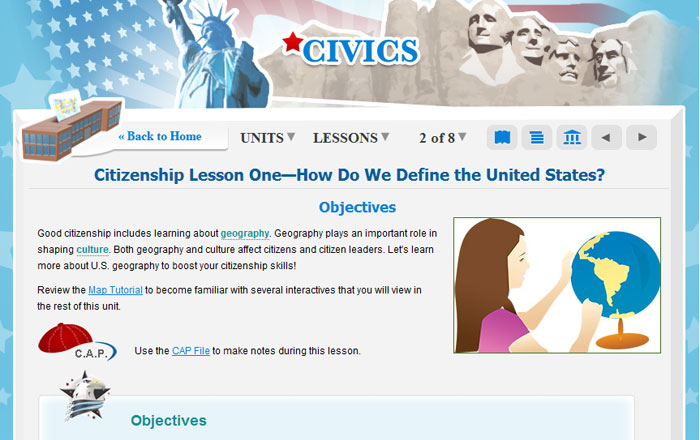 CIVICS
« Back to Home
UNITS
LESSONS
2 of 8
Citizenship Lesson One—How Do We Define the United States?
Objectives
Good citizenship includes learning about geography. Geography plays an important role in
shaping culture. Both geography and culture affect citizens and citizen leaders. Let's learn
more about U.S. geography to boost your citizenship skills!
Review the Map Tutorial to become familiar with several interactives that you will view in
the rest of this unit.
C.A.P.
Use the CAP File to make notes during this lesson.
Objectives